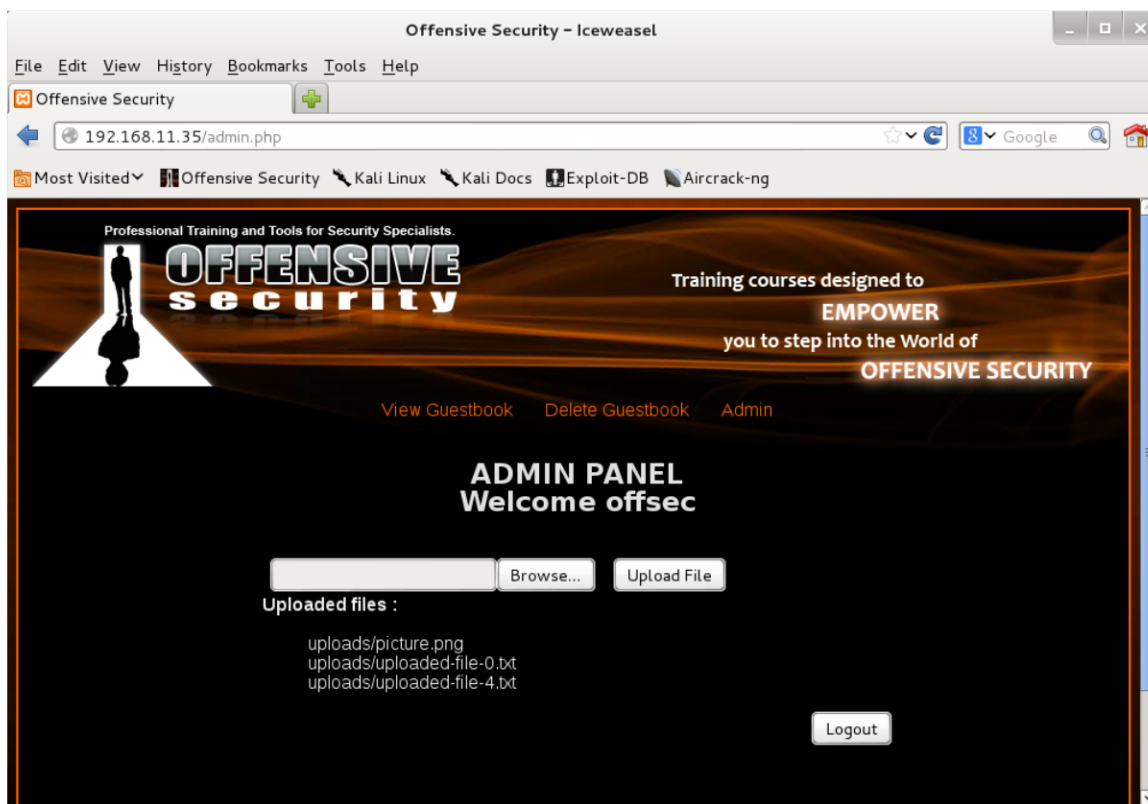 Offensive Security – Iceweasel
File Edit View History Bookmarks Tools Help
Offensive Security
192.168.11.35/admin.php
Google
Most Visited Offensive Security Kali Linux Kali Docs Exploit-DB Aircrack-ng
Professional Training and Tools for Security Specialists.
OFFENSIVE
security
Training courses designed to
EMPOWER
you to step into the World of
OFFENSIVE SECURITY
View Guestbook Delete Guestbook Admin
ADMIN PANEL
Welcome offsec
Browse... Upload File
Uploaded files :
uploads/picture.png
uploads/uploaded-file-0.txt
uploads/uploaded-file-4.txt
Logout